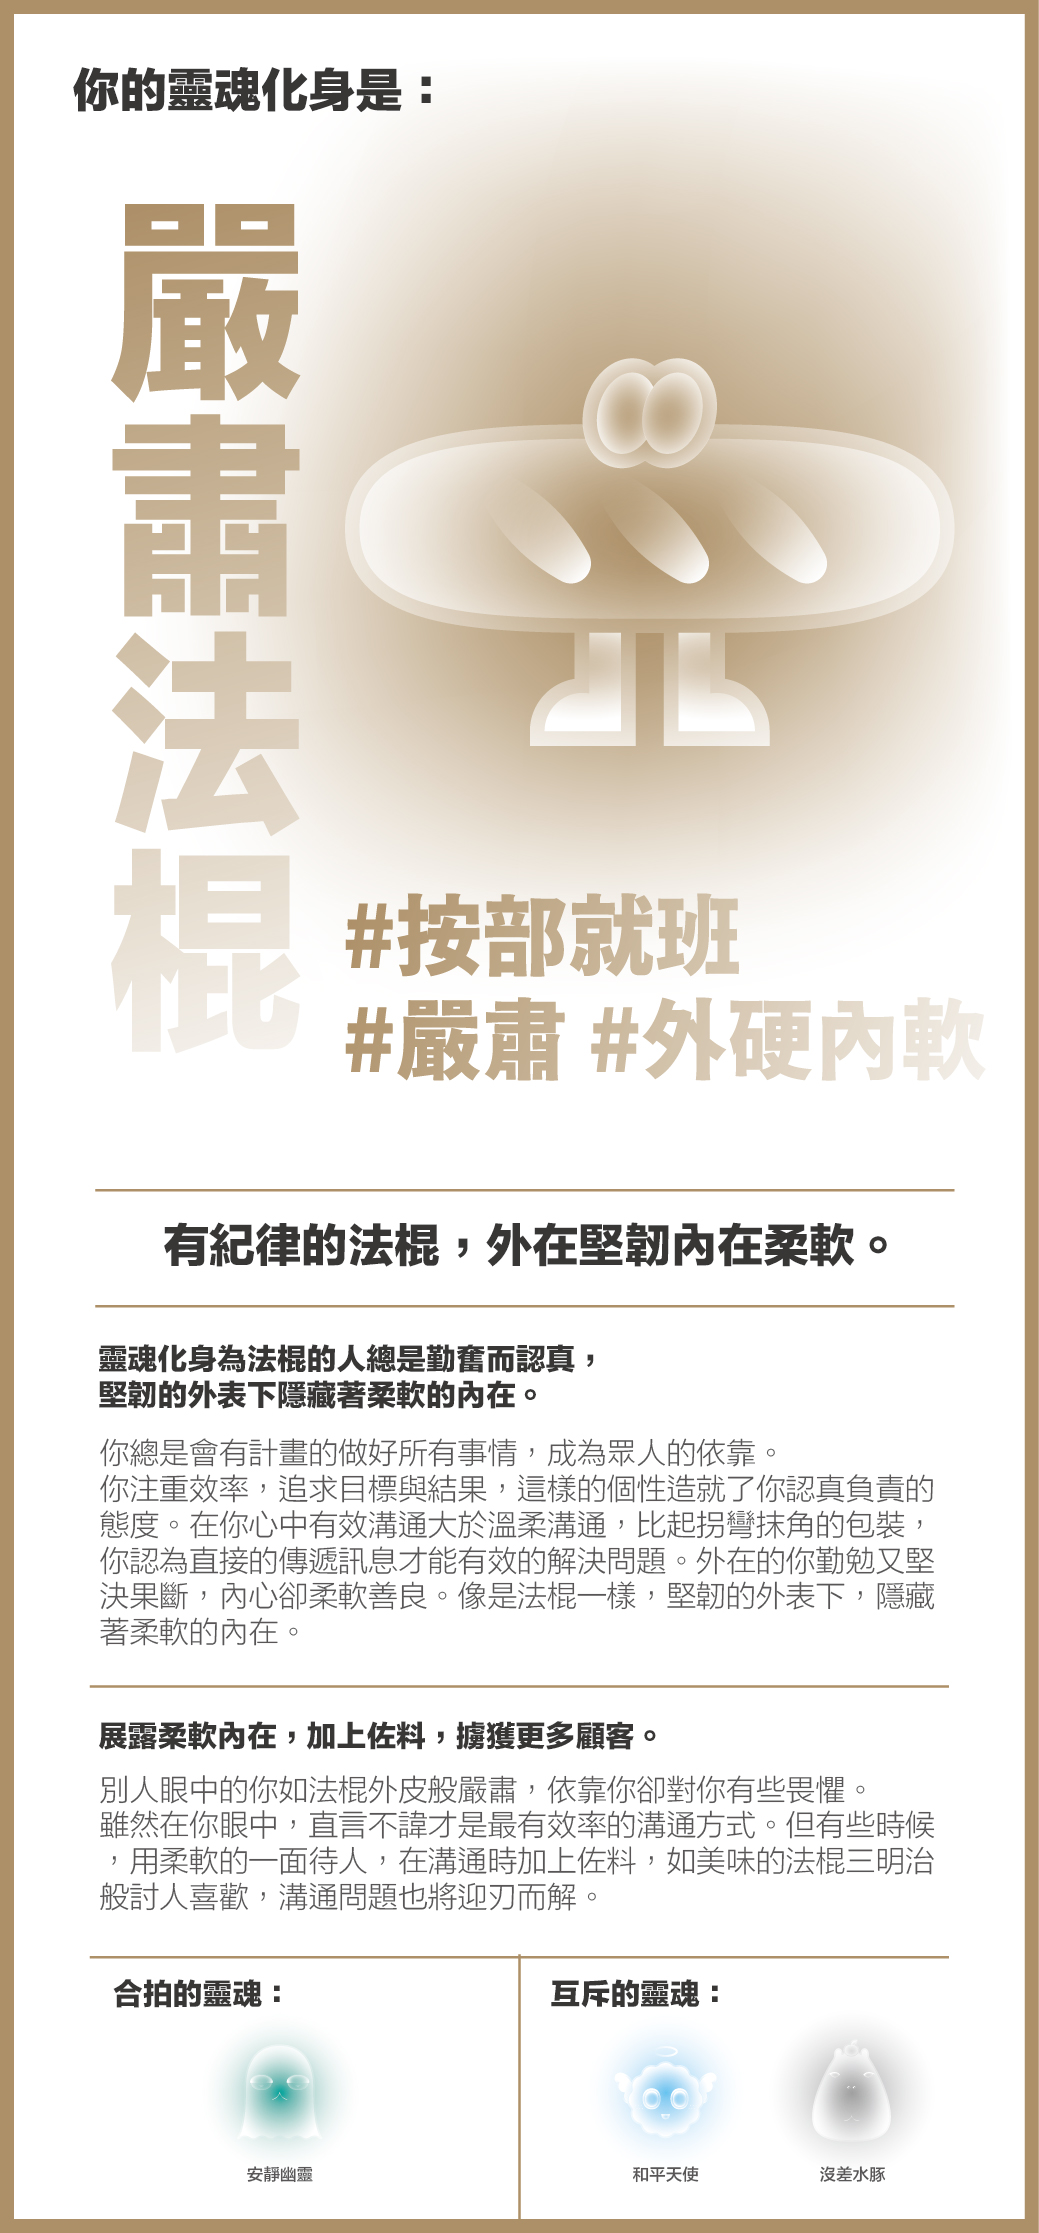 你的靈魂化身是：
嚴肅法棍
#按部就班
#嚴肅 #外硬內軟
有紀律的法棍，外在堅韌內在柔軟。
靈魂化身為法棍的人總是勤奮而認真，
堅韌的外表下隱藏著柔軟的內在。
你總是會有計畫的做好所有事情，成為眾人的依靠。
你注重效率，追求目標與結果，這樣的個性造就了你認真負責的
態度。在你心中有效溝通大於溫柔溝通，比起拐彎抹角的包裝，
你認為直接的傳遞訊息才能有效的解決問題。外在的你勤勉又堅
決果斷，內心卻柔軟善良。像是法棍一樣，堅韌的外表下，隱藏
著柔軟的內在。
展露柔軟內在，加上佐料，擄獲更多顧客。
別人眼中的你如法棍外皮般嚴肅，依靠你卻對你有些畏懼。
雖然在你眼中，直言不諱才是最有效率的溝通方式。但有些時候
，用柔軟的一面待人，在溝通時加上佐料，如美味的法棍三明治
般討人喜歡，溝通問題也將迎刃而解。
合拍的靈魂：
安靜幽靈
互斥的靈魂：
和平天使
沒差水豚